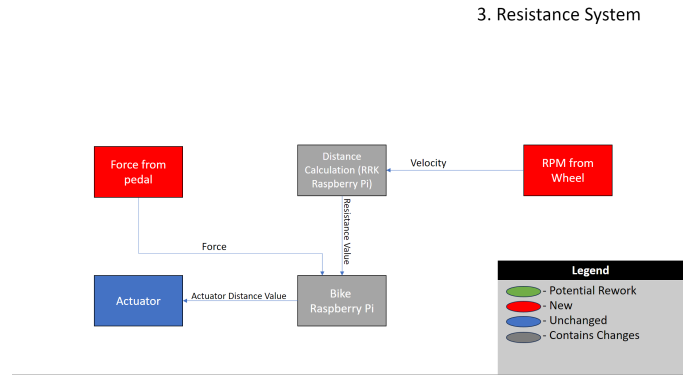 3. Resistance System
Force from
pedal
Distance
Calculation (RRK
Raspberry Pi)
Velocity
RPM from
Wheel
Resistance Value
Force
Actuator
Actuator Distance Value
Bike
Raspberry Pi
Legend
- Potential Rework
- New
- Unchanged
- Contains Changes